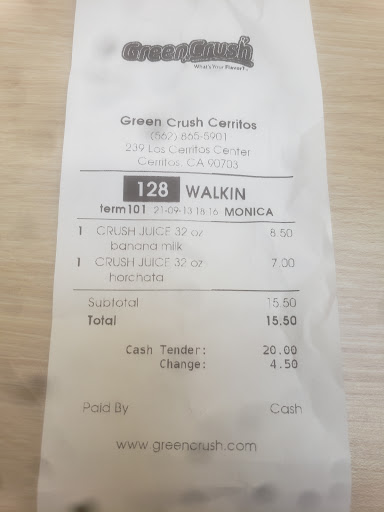 Green Crush
What's Your Flavor?
Green Crush Cerritos
(562) 865-5901
239 Los Cerritos Center
Cerritos, CA 90703
128 WALKIN
term101 21-09-13 18:16 MONICA
1 CRUSH JUICE 32 oz 8.50
banana milk
1 CRUSH JUICE 32 oz 7.00
horchata
Subtotal 15.50
Total 15.50
Cash Tender: 20.00
Change: 4.50
Paid By Cash
www.greencrush.com